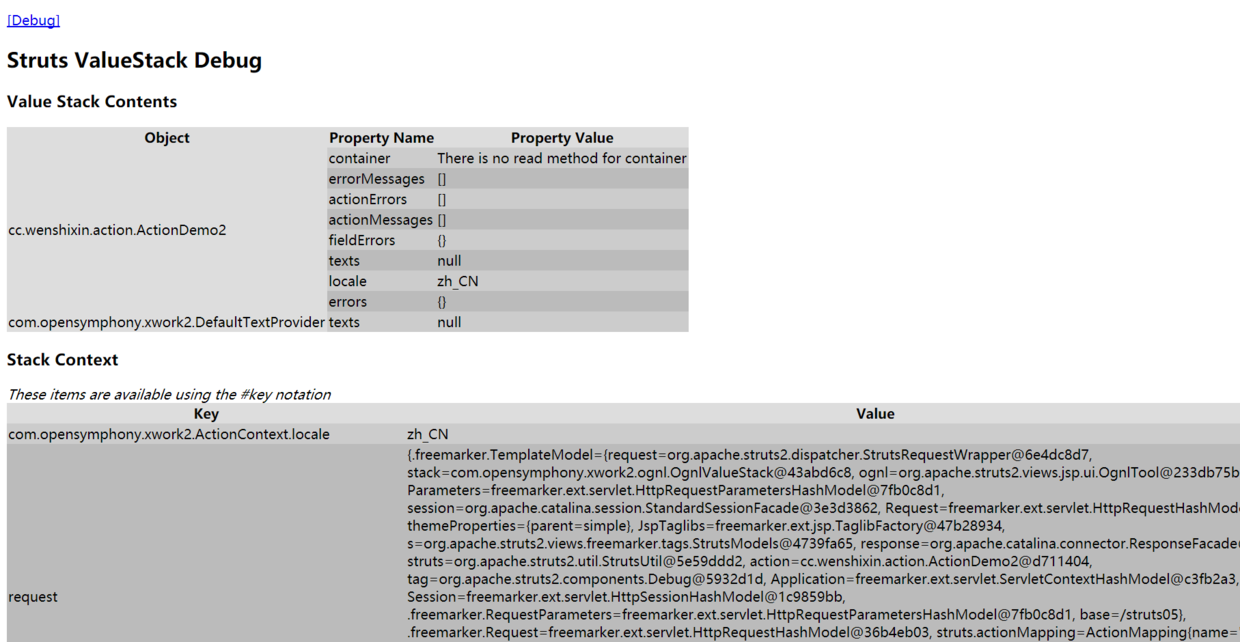 [Debug]
Struts ValueStack Debug
Value Stack Contents
Object Property Name Property Value
cc.wenshixin.action.ActionDemo2
container There is no read method for container
errorMessages []
actionErrors []
actionMessages []
fieldErrors {}
texts null
locale zh_CN
errors {}
com.opensymphony.xwork2.DefaultTextProvider texts null
Stack Context
These items are available using the #key notation
Key Value
com.opensymphony.xwork2.ActionContext.locale zh_CN
request
{.freemarker.TemplateModel={request=org.apache.struts2.dispatcher.StrutsRequestWrapper@6e4dc8d7,
stack=com.opensymphony.xwork2.ognl.OgnlValueStack@43abd6c8, ognl=org.apache.struts2.views.jsp.ui.OgnlTool@233db75b
Parameters=freemarker.ext.servlet.HttpRequestParametersHashModel@7fb0c8d1,
session=org.apache.catalina.session.StandardSessionFacade@3e3d3862, Request=freemarker.ext.servlet.HttpRequestHashMode
themeProperties={parent=simple}, JspTaglibs=freemarker.ext.jsp.TaglibFactory@47b28934,
s=org.apache.struts2.views.freemarker.tags.StrutsModels@4739fa65, response=org.apache.catalina.connector.ResponseFacade@
struts=org.apache.struts2.util.StrutsUtil@5e59ddd2, action=cc.wenshixin.action.ActionDemo2@d711404,
tag=org.apache.struts2.components.Debug@5932d1d, Application=freemarker.ext.servlet.ServletContextHashModel@c3fb2a3,
Session=freemarker.ext.servlet.HttpSessionHashModel@1c9859bb,
.freemarker.RequestParameters=freemarker.ext.servlet.HttpRequestParametersHashModel@7fb0c8d1, base=/struts05},
.freemarker.Request=freemarker.ext.servlet.HttpRequestHashModel@36b4eb03, struts.actionMapping=ActionMapping{name=